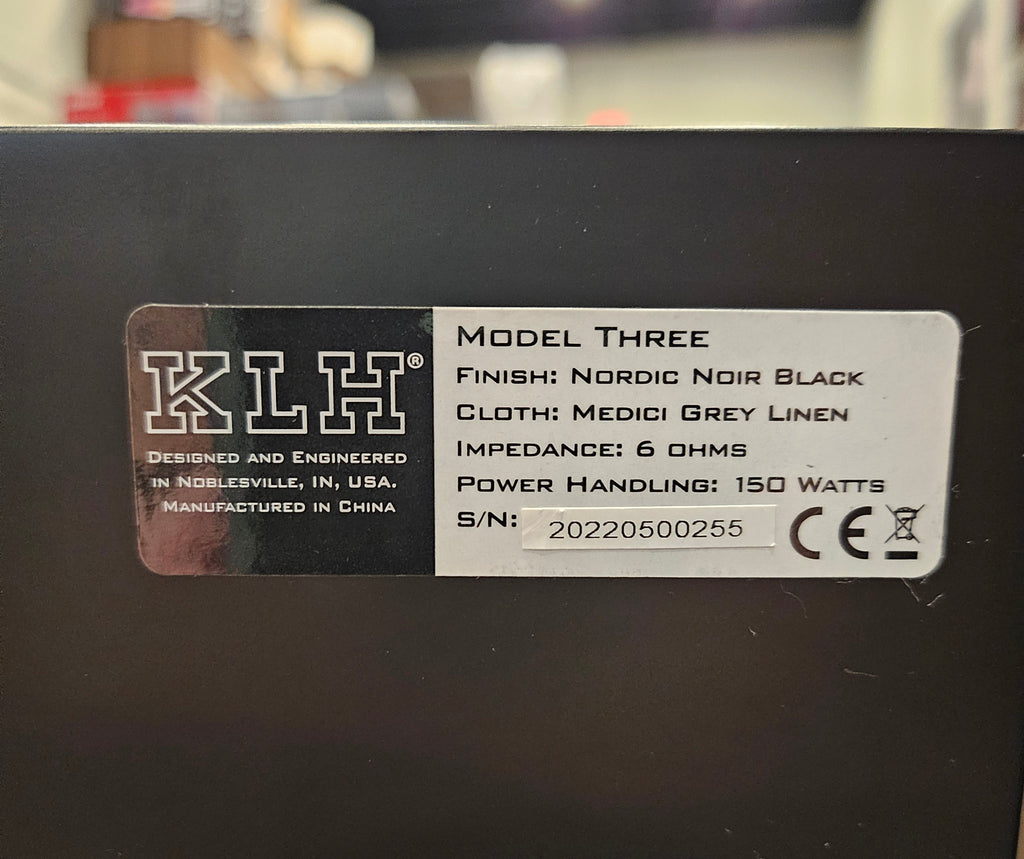 KLH®
DESIGNED AND ENGINEERED
IN NOBLESVILLE, IN, USA.
MANUFACTURED IN CHINA
MODEL THREE
FINISH: NORDIC NOIR BLACK
CLOTH: MEDICI GREY LINEN
IMPEDANCE: 6 OHMS
POWER HANDLING: 150 WATTS
S/N: 20220500255 CE